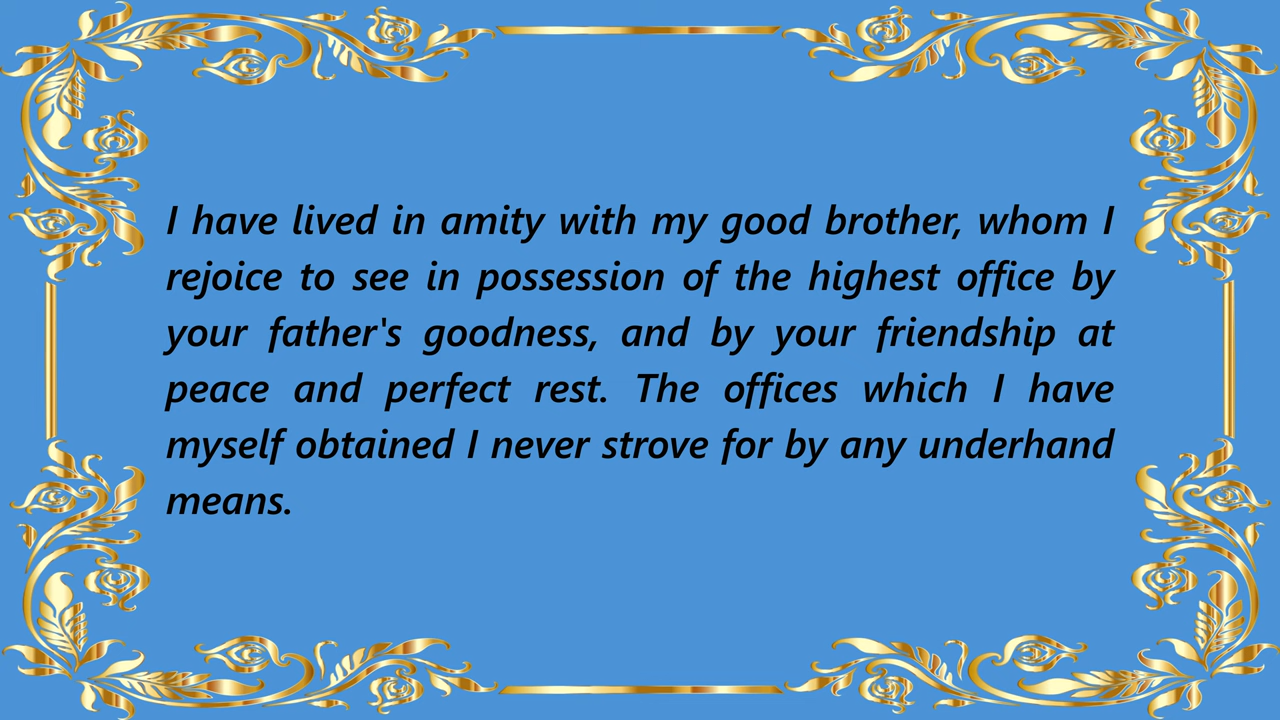 I have lived in amity with my good brother, whom I
rejoice to see in possession of the highest office by
your father's goodness, and by your friendship at
peace and perfect rest. The offices which I have
myself obtained I never strove for by any underhand
means.